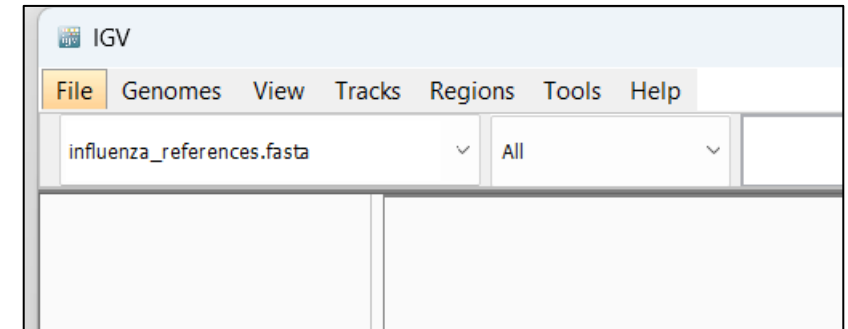 IGV
File Genomes View Tracks Regions Tools Help
influenza_references.fasta All